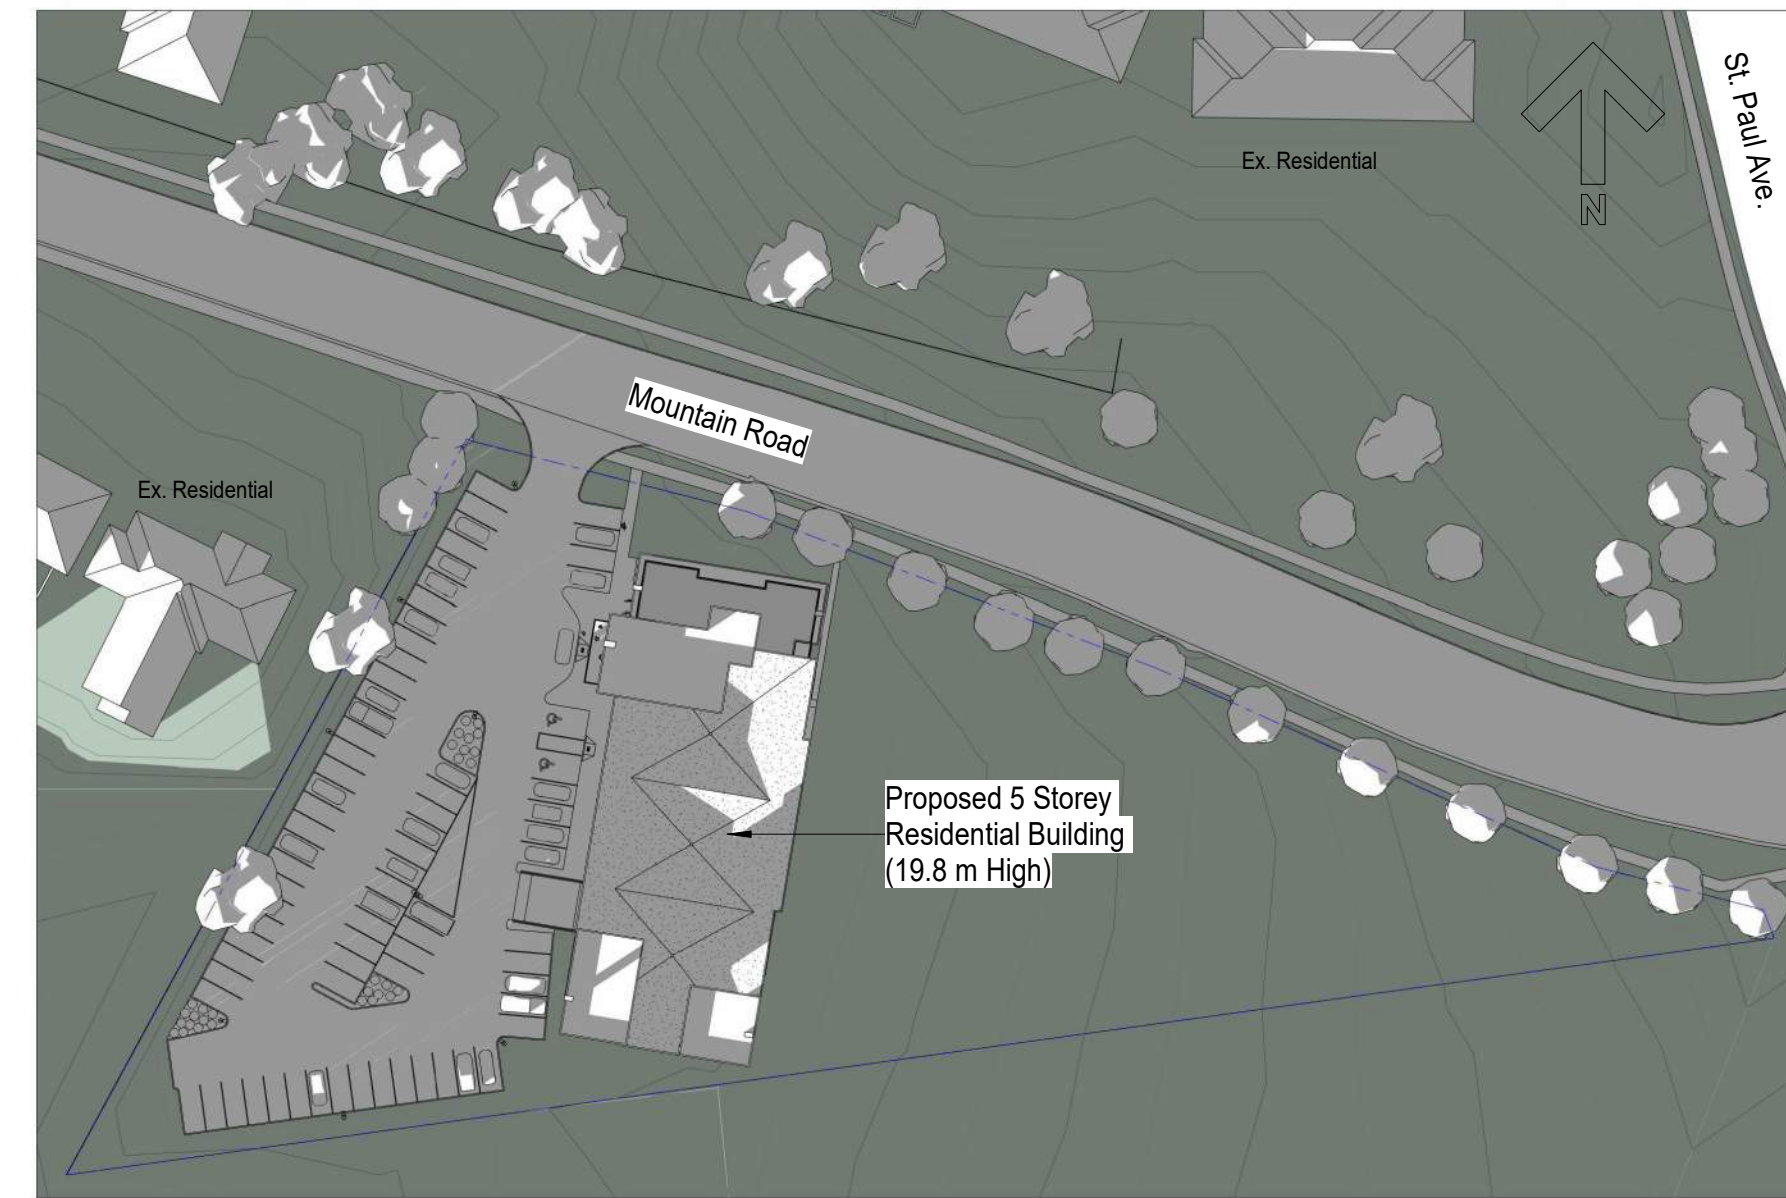 St. Paul Ave.
Ex. Residential
N
Mountain Road
Ex. Residential
Proposed 5 Storey
Residential Building
(19.8 m High)